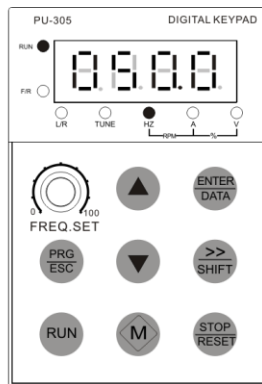 PU-305 DIGITAL KEYPAD
RUN
0500
F/R
L/R TUNE HZ A V
RPM %
0 100
FREQ.SET
ENTER
DATA
PRG
ESC
>>
SHIFT
RUN
M
STOP
RESET